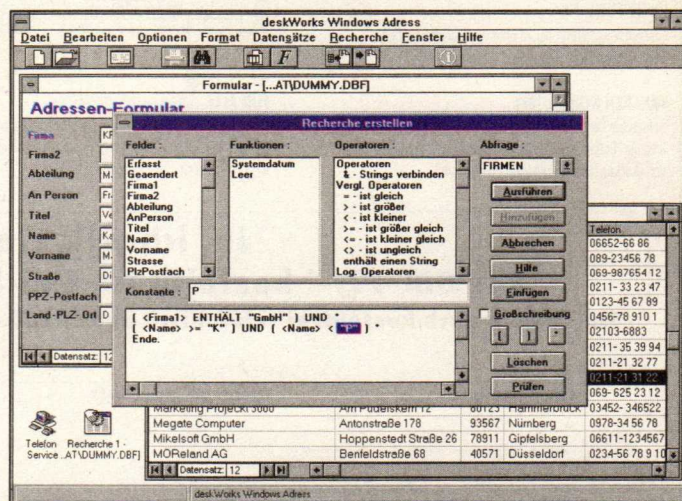 deskWorks Windows Adress
Datei Bearbeiten Optionen Format Datensätze Recherche Fenster Hilfe
Formular - [...AT\DUMMY.DBF]
Adressen-Formular
Firma
Firma2
Abteilung
An Person
Titel
Name
Vorname
Straße
PPZ-Postfach
Land-PLZ- Ort D
Datensatz: 12
Recherche erstellen
Felder :
Erfasst
Geaendert
Firma1
Firma2
Abteilung
AnPerson
Titel
Name
Vorname
Strasse
PlzPostfach
Funktionen :
Systemdatum
Leer
Operatoren :
Operatoren
& - Strings verbinden
Vergl. Operatoren
= - ist gleich
> - ist größer
< - ist kleiner
>= - ist größer gleich
<= - ist kleiner gleich
<> - ist ungleich
enthält einen String
Log. Operatoren
Abfrage :
FIRMEN
Ausführen
Hinzufügen
Abbrechen
Hilfe
Einfügen
Großschreibung
( ) "
Löschen
Prüfen
Konstante : P
( <Firma1> ENTHÄLT "GmbH" ) UND *
( <Name> >= "K" ) UND ( <Name> < "P" ) *
Ende.
Telefon
06652-66 86
089-23456 78
069-987654 12
0211- 33 23 47
0123-45 67 89
0456-78 910 1
02103-6883
0211- 35 39 94
0211-21 32 77
0211-21 31 22
069- 625 23 12
Marketing Projeckt 3000 Am Pudelskern 12 60123 Hammerbrück 03452- 346522
Megate Computer Antonstraße 178 93567 Nürnberg 0978-34 56 78
Mikelsoft GmbH Hoppenstedt Straße 26 78911 Gipfelsberg 06611-1234567
MOReland AG Benfeldstraße 68 40571 Düsseldorf 0234-56 78 9 10
Datensatz: 12
Telefon Service
Recherche 1 - ..AT\DUMMY.DBF]
deskWorks Windows Adress